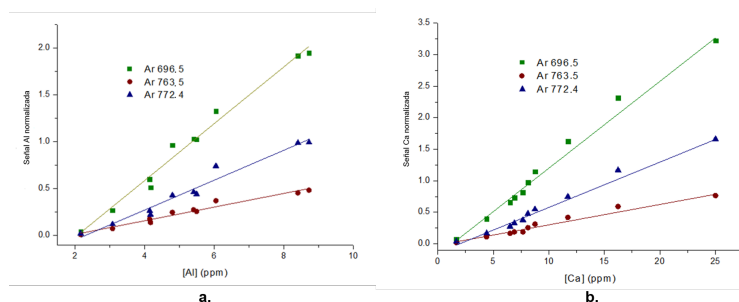 2.0
1.5
1.0
0.5
0.0
Señal Al normalizada
Ar 696,5
Ar 763,5
Ar 772.4
2
4
6
8
10
[Al] (ppm)
a.
3.5
3.0
2.5
2.0
1.5
1.0
0.5
0.0
Señal Ca normalizada
Ar 696.5
Ar 763.5
Ar 772.4
0
5
10
15
20
25
[Ca] (ppm)
b.